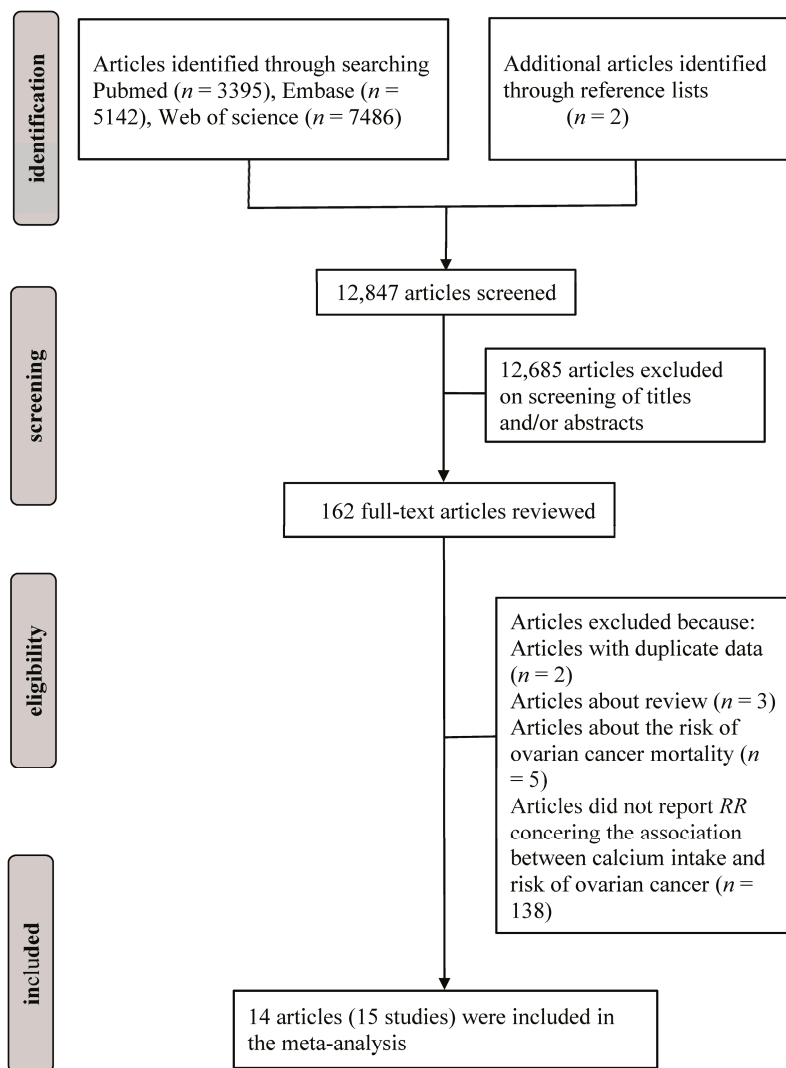 identification
Articles identified through searching
Pubmed (n = 3395), Embase (n =
5142), Web of science (n = 7486)
Additional articles identified
through reference lists
(n = 2)
screening
12,847 articles screened
12,685 articles excluded
on screening of titles
and/or abstracts
162 full-text articles reviewed
eligibility
Articles excluded because:
Articles with duplicate data
(n = 2)
Articles about review (n = 3)
Articles about the risk of
ovarian cancer mortality (n
= 5)
Articles did not report RR
concering the association
between calcium intake and
risk of ovarian cancer (n =
138)
included
14 articles (15 studies) were included in
the meta-analysis